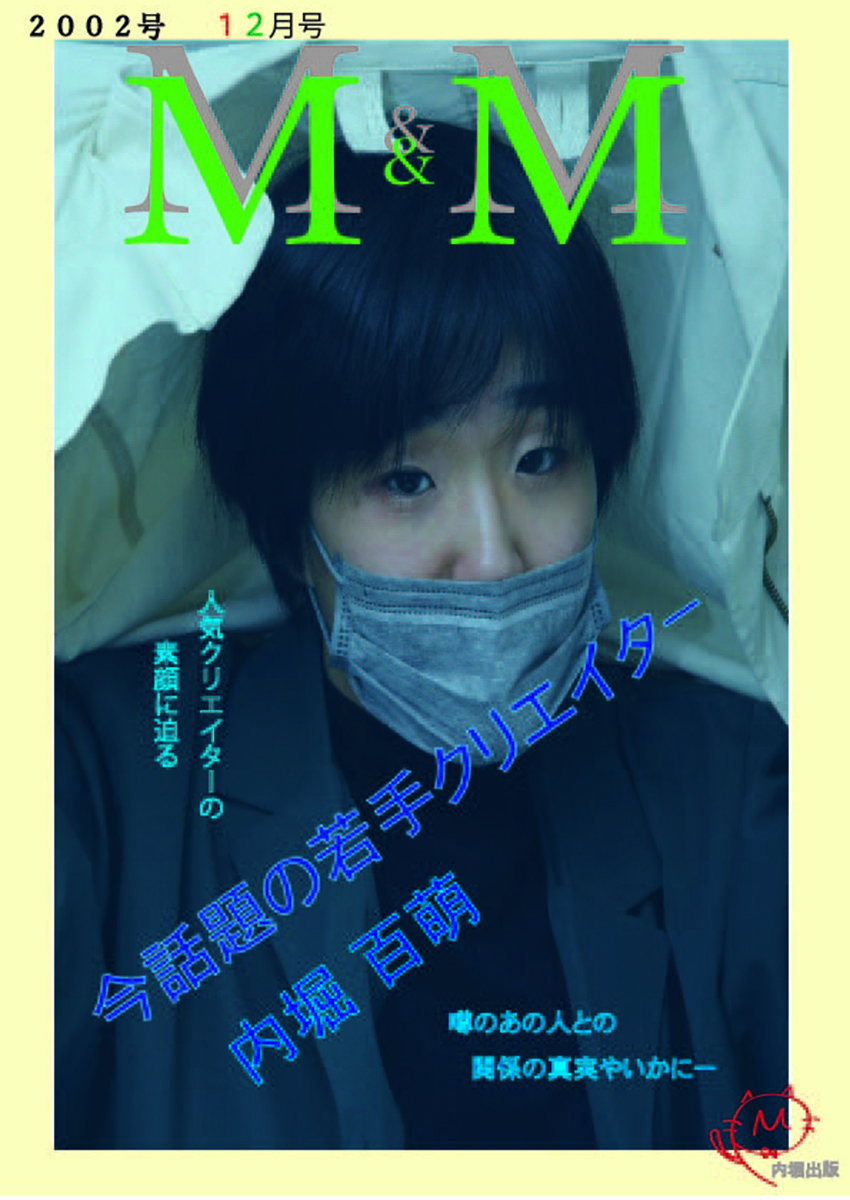 2002号 12月号
M&M
人気クリエイターの
素顔に迫る
今話題の若手クリエイター
内堀 百萌
噂のあの人との
関係の真実やいかにー
M
内堀出版